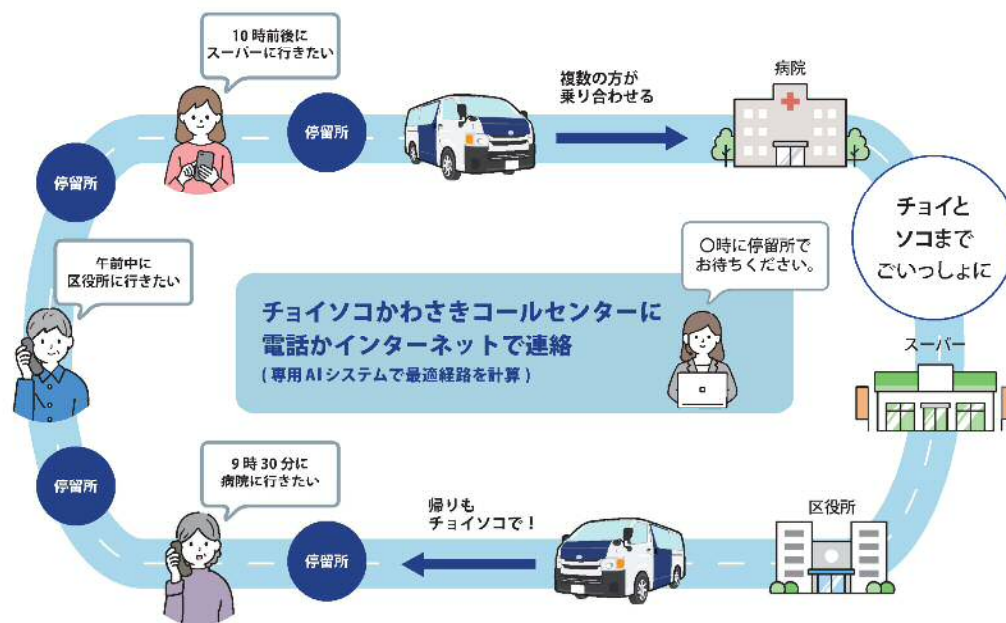 10時前後に
スーパーに行きたい
停留所
複数の方が
乗り合わせる
病院
停留所
チョイと
ソコまで
ごいっしょに
午前中に
区役所に行きたい
〇時に停留所で
お待ちください。
チョイソコかわさきコールセンターに
電話かインターネットで連絡
(専用AIシステムで最適経路を計算)
スーパー
停留所
9時30分に
病院に行きたい
停留所
帰りも
チョイソコで！
区役所